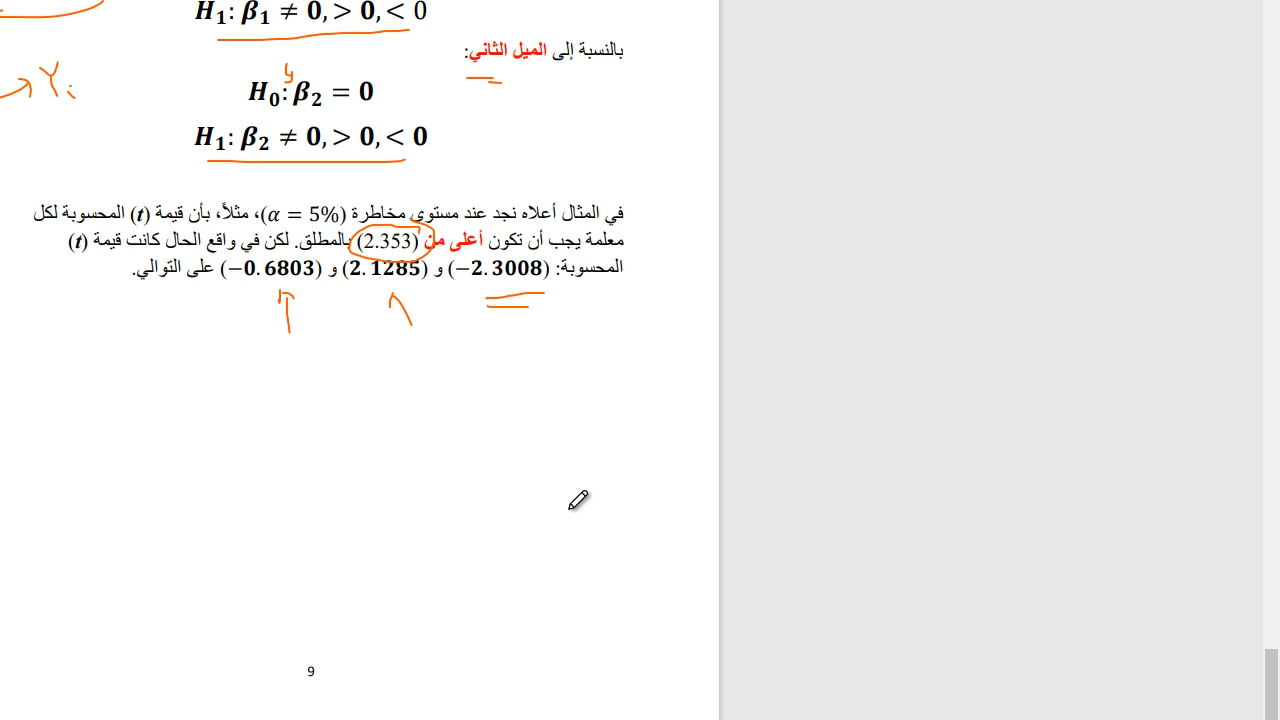 H₁: β₁ ≠ 0, > 0, < 0
بالنسبة إلى الميل الثاني:
Yᵢ
H₀: β₂ = 0
H₁: β₂ ≠ 0, > 0, < 0
في المثال أعلاه نجد عند مستوى مخاطرة (α = 5%)، مثلاً، بأن قيمة (t) المحسوبة لكل
معلمة يجب أن تكون أعلى من (2.353) بالمطلق. لكن في واقع الحال كانت قيمة (t)
المحسوبة: (−2.3008) و (2.1285) و (−0.6803) على التوالي.
9